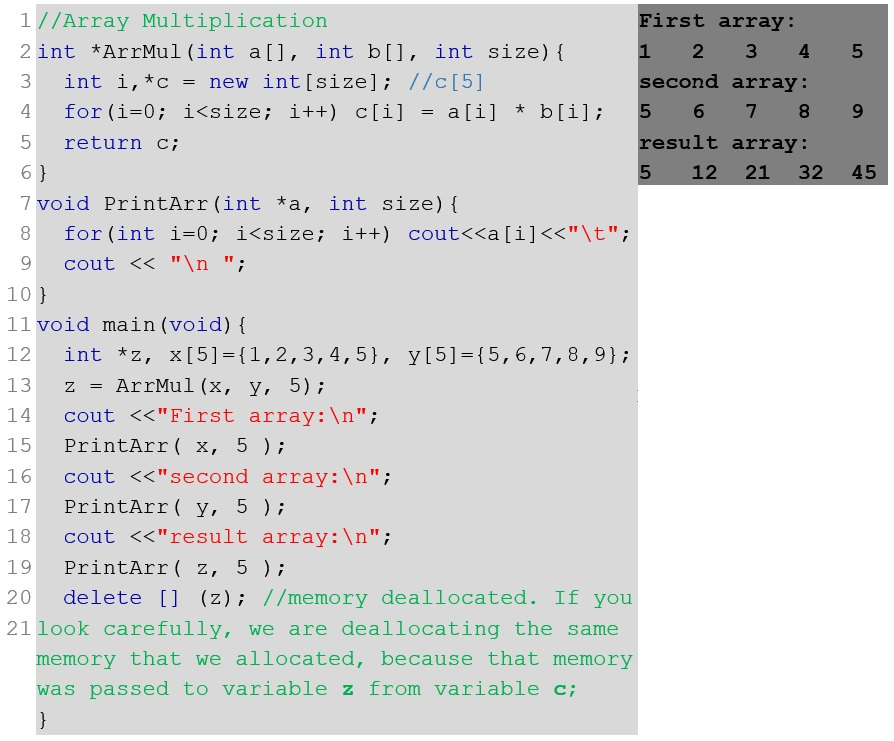 1 //Array Multiplication
2 int *ArrMul(int a[], int b[], int size){
3   int i,*c = new int[size]; //c[5]
4   for(i=0; i<size; i++) c[i] = a[i] * b[i];
5   return c;
6 }
7 void PrintArr(int *a, int size){
8   for(int i=0; i<size; i++) cout<<a[i]<<"\t";
9   cout << "\n ";
10 }
11 void main(void){
12   int *z, x[5]={1,2,3,4,5}, y[5]={5,6,7,8,9};
13   z = ArrMul(x, y, 5);
14   cout <<"First array:\n";
15   PrintArr( x, 5 );
16   cout <<"second array:\n";
17   PrintArr( y, 5 );
18   cout <<"result array:\n";
19   PrintArr( z, 5 );
20   delete [] (z); //memory deallocated. If you
21 look carefully, we are deallocating the same
memory that we allocated, because that memory
was passed to variable z from variable c;
}
First array:
1 2 3 4 5
second array:
5 6 7 8 9
result array:
5 12 21 32 45